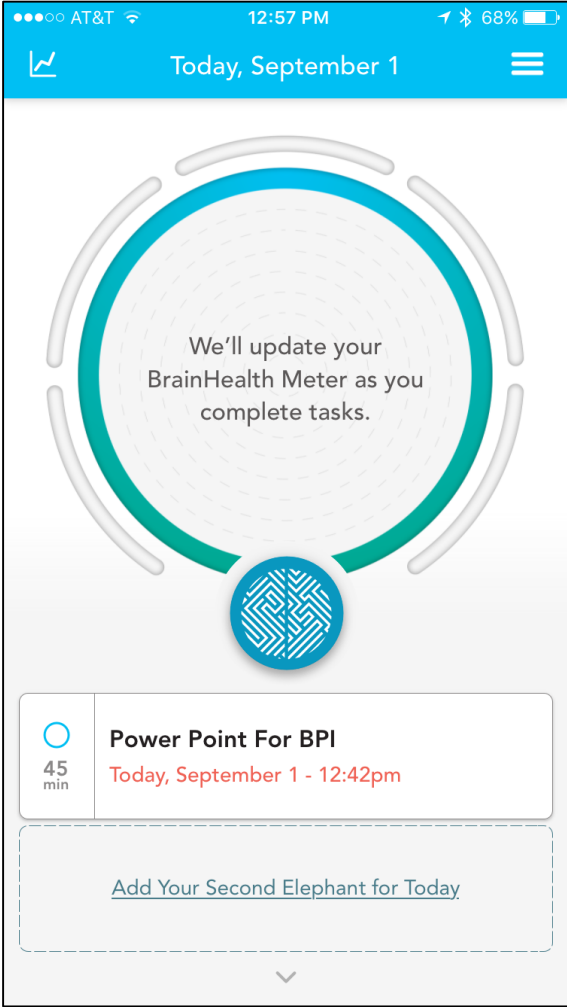 AT&T 12:57 PM 68%
Today, September 1
We'll update your
BrainHealth Meter as you
complete tasks.
45
min
Power Point For BPI
Today, September 1 - 12:42pm
Add Your Second Elephant for Today